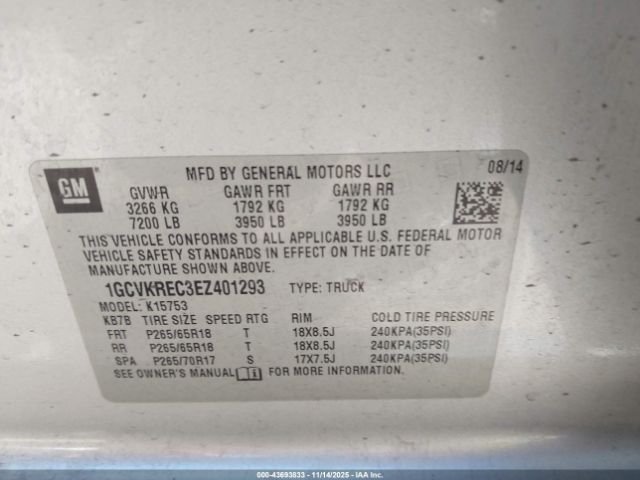 GM
MFD BY GENERAL MOTORS LLC 08/14
GVWR GAWR FRT GAWR RR
3266 KG 1792 KG 1792 KG
7200 LB 3950 LB 3950 LB
THIS VEHICLE CONFORMS TO ALL APPLICABLE U.S. FEDERAL MOTOR
VEHICLE SAFETY STANDARDS IN EFFECT ON THE DATE OF
MANUFACTURE SHOWN ABOVE.
1GCVKREC3EZ401293 TYPE: TRUCK
MODEL: K15753
KB7B TIRE SIZE SPEED RTG RIM COLD TIRE PRESSURE
FRT P265/65R18 T 18X8.5J 240KPA(35PSI)
RR P265/65R18 T 18X8.5J 240KPA(35PSI)
SPA P265/70R17 S 17X7.5J 240KPA(35PSI)
SEE OWNER'S MANUAL FOR MORE INFORMATION.
000-43693833 - 11/14/2025 - IAA Inc. ©